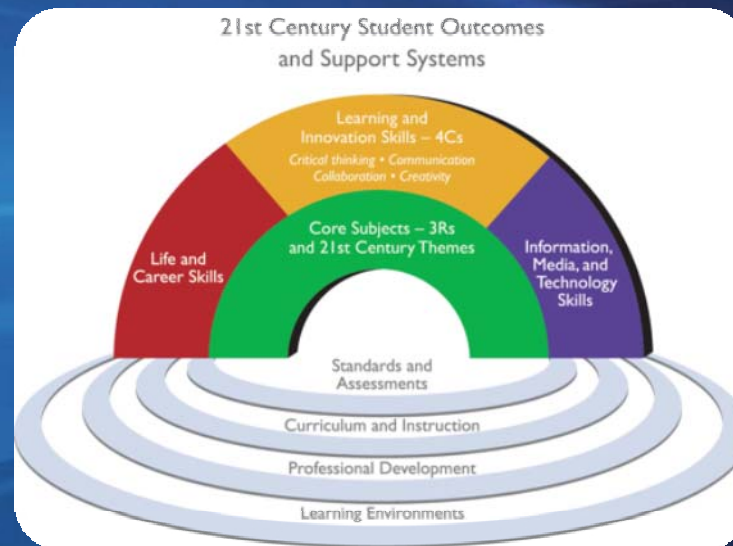 21st Century Student Outcomes
and Support Systems
Learning and
Innovation Skills – 4Cs
Critical thinking • Communication
Collaboration • Creativity
Core Subjects – 3Rs
and 21st Century Themes
Life and
Career Skills
Information,
Media, and
Technology
Skills
Standards and
Assessments
Curriculum and Instruction
Professional Development
Learning Environments